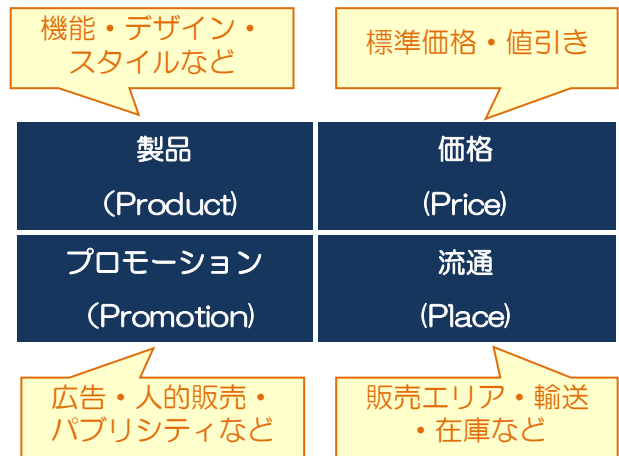 機能・デザイン・
スタイルなど
標準価格・値引き
製品
（Product)
価格
(Price)
プロモーション
（Promotion)
流通
(Place)
広告・人的販売・
パブリシティなど
販売エリア・輸送
・在庫など